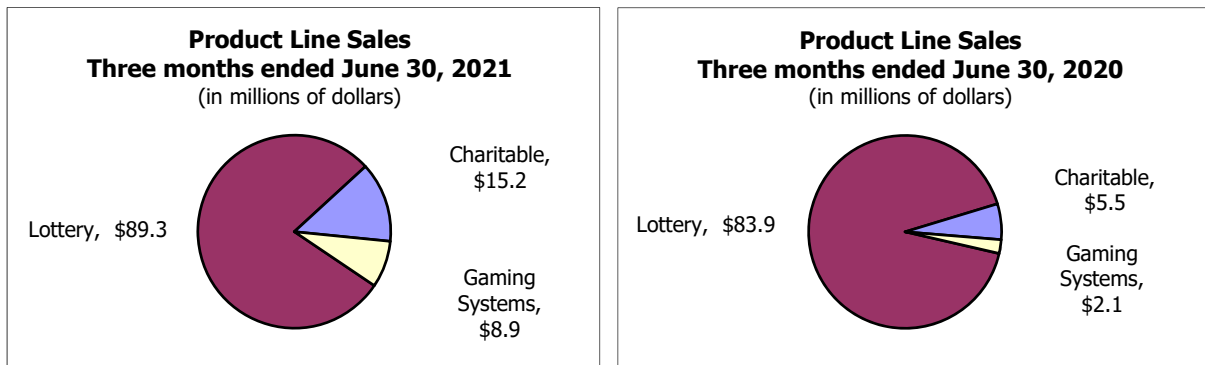 Product Line Sales
Three months ended June 30, 2021
(in millions of dollars)
Charitable,
$15.2
Lottery, $89.3
Gaming
Systems,
$8.9
Product Line Sales
Three months ended June 30, 2020
(in millions of dollars)
Charitable,
$5.5
Lottery, $83.9
Gaming
Systems,
$2.1